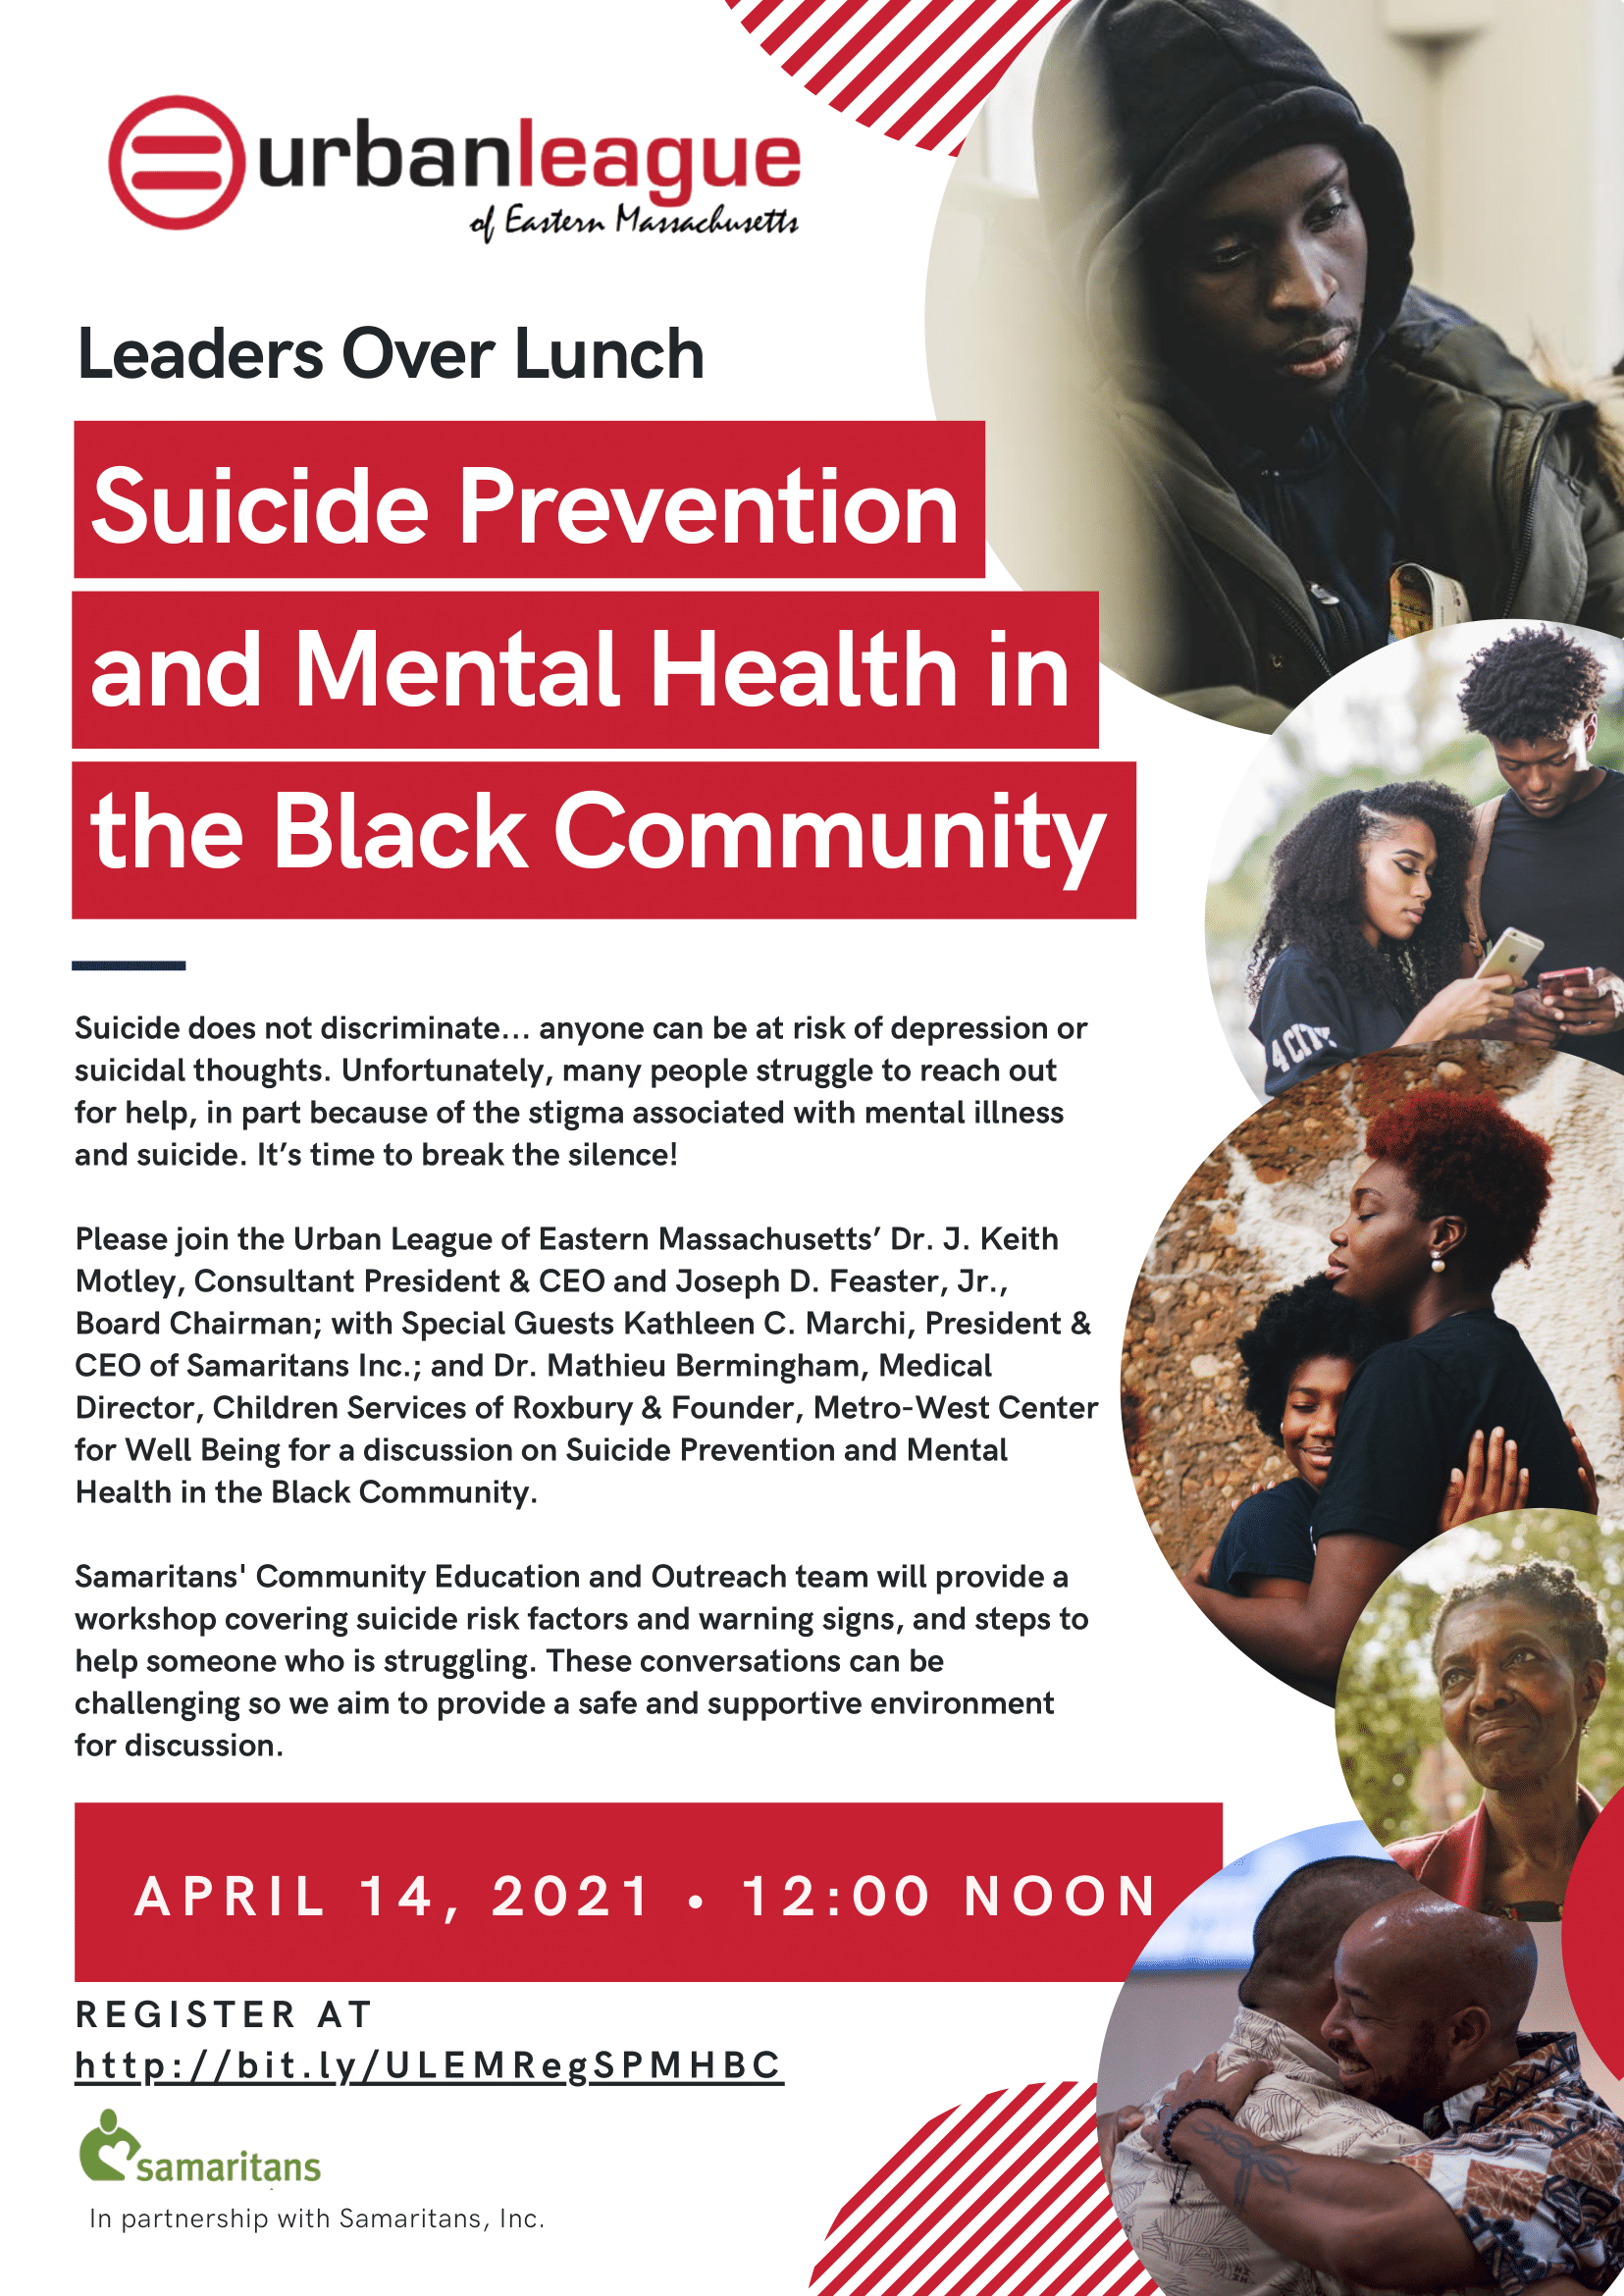 urbanleague
of Eastern Massachusetts
Leaders Over Lunch
Suicide Prevention
and Mental Health in
the Black Community
Suicide does not discriminate... anyone can be at risk of depression or
suicidal thoughts. Unfortunately, many people struggle to reach out
for help, in part because of the stigma associated with mental illness
and suicide. It’s time to break the silence!
Please join the Urban League of Eastern Massachusetts’ Dr. J. Keith
Motley, Consultant President & CEO and Joseph D. Feaster, Jr.,
Board Chairman; with Special Guests Kathleen C. Marchi, President &
CEO of Samaritans Inc.; and Dr. Mathieu Bermingham, Medical
Director, Children Services of Roxbury & Founder, Metro-West Center
for Well Being for a discussion on Suicide Prevention and Mental
Health in the Black Community.
Samaritans' Community Education and Outreach team will provide a
workshop covering suicide risk factors and warning signs, and steps to
help someone who is struggling. These conversations can be
challenging so we aim to provide a safe and supportive environment
for discussion.
APRIL 14, 2021 • 12:00 NOON
REGISTER AT
http://bit.ly/ULEMRegSPMHBC
samaritans
In partnership with Samaritans, Inc.
4 CITY